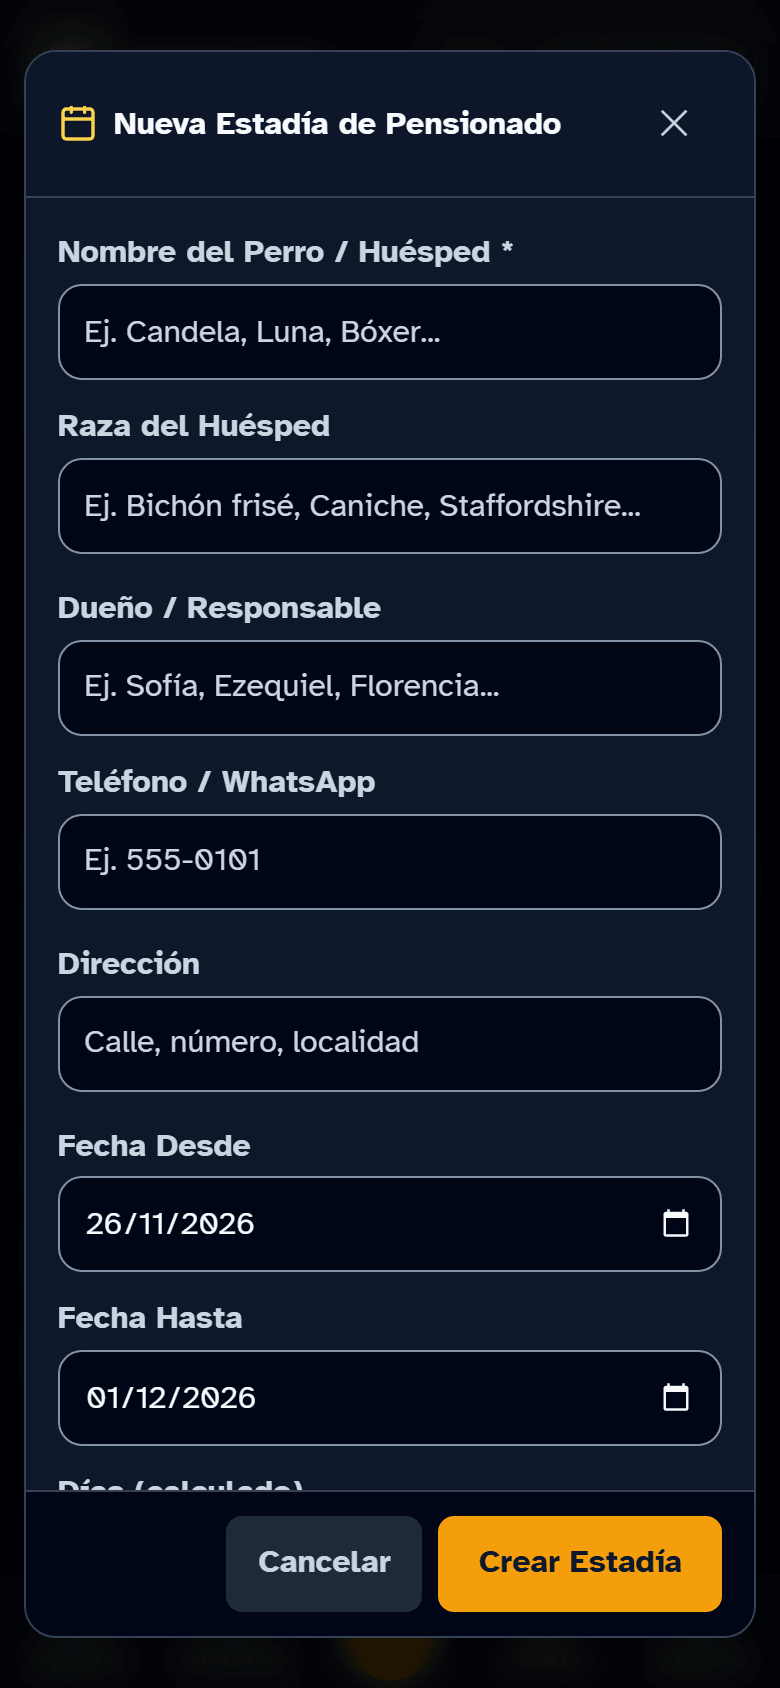 Nueva Estadía de Pensionado
Nombre del Perro / Huésped *
Ej. Candela, Luna, Bóxer...
Raza del Huésped
Ej. Bichón frisé, Caniche, Staffordshire...
Dueño / Responsable
Ej. Sofía, Ezequiel, Florencia...
Teléfono / WhatsApp
Ej. 555-0101
Dirección
Calle, número, localidad
Fecha Desde
26/11/2026
Fecha Hasta
01/12/2026
Días (calculado)
Cancelar
Crear Estadía